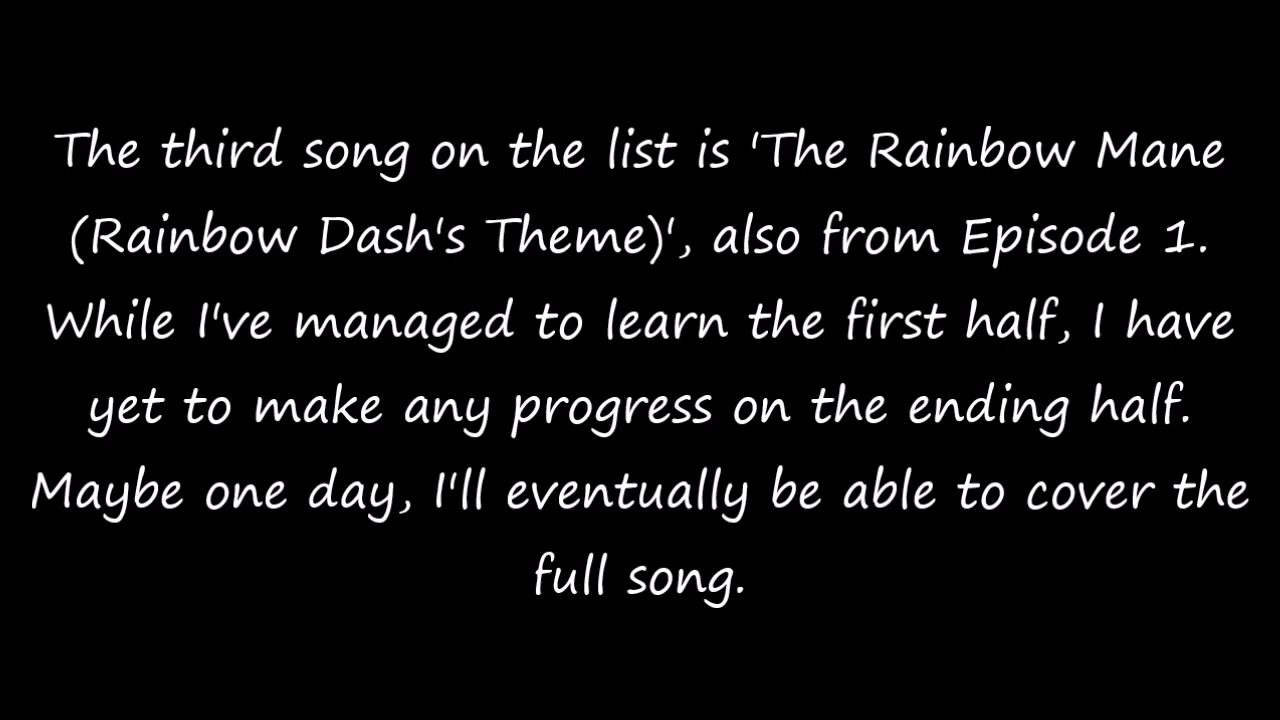 The third song on the list is 'The Rainbow Mane
(Rainbow Dash's Theme)', also from Episode 1.
While I've managed to learn the first half, I have
yet to make any progress on the ending half.
Maybe one day, I'll eventually be able to cover the
full song.